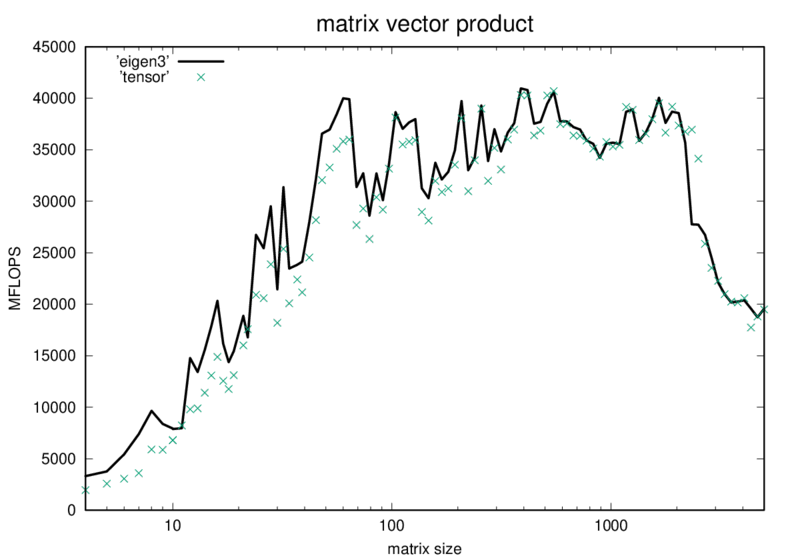 matrix vector product
'eigen3'
'tensor'
45000
40000
35000
30000
25000
20000
15000
10000
5000
0
MFLOPS
10 100 1000
matrix size